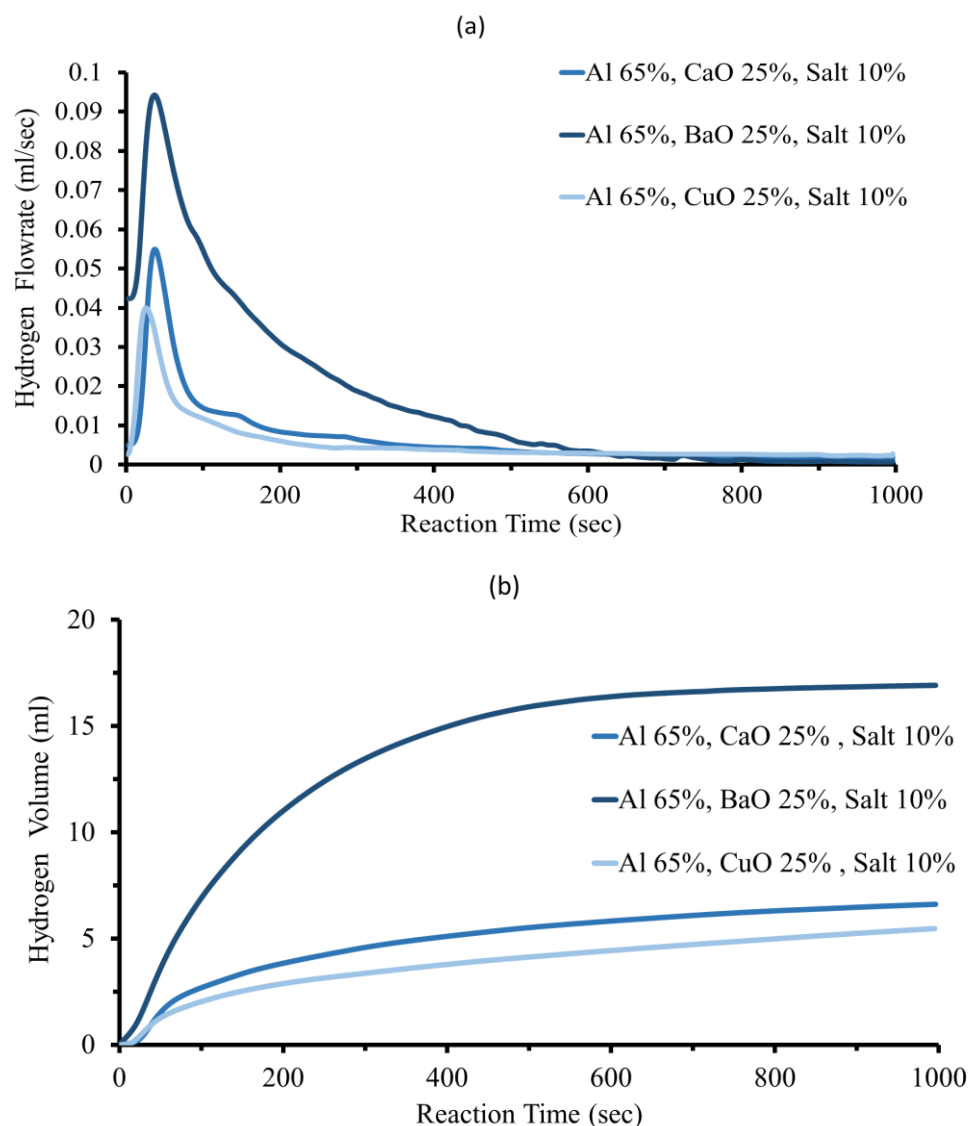 (a)
Hydrogen Flowrate (ml/sec)
0.1
0.09
0.08
0.07
0.06
0.05
0.04
0.03
0.02
0.01
0
Al 65%, CaO 25%, Salt 10%
Al 65%, BaO 25%, Salt 10%
Al 65%, CuO 25%, Salt 10%
0 200 400 600 800 1000
Reaction Time (sec)
(b)
Hydrogen Volume (ml)
20
15
10
5
0
Al 65%, CaO 25% , Salt 10%
Al 65%, BaO 25%, Salt 10%
Al 65%, CuO 25% , Salt 10%
0 200 400 600 800 1000
Reaction Time (sec)